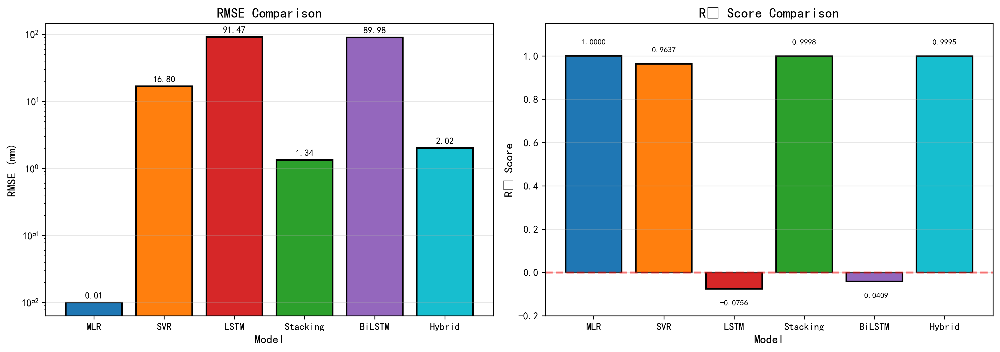 RMSE Comparison
RMSE (mm)
10²
10¹
10⁰
10¤1
10¤2
0.01
16.80
91.47
1.34
89.98
2.02
MLR
SVR
LSTM
Stacking
BiLSTM
Hybrid
Model
R□ Score Comparison
R□ Score
1.0
0.8
0.6
0.4
0.2
0.0
−0.2
1.0000
0.9637
−0.0756
0.9998
−0.0409
0.9995
MLR
SVR
LSTM
Stacking
BiLSTM
Hybrid
Model